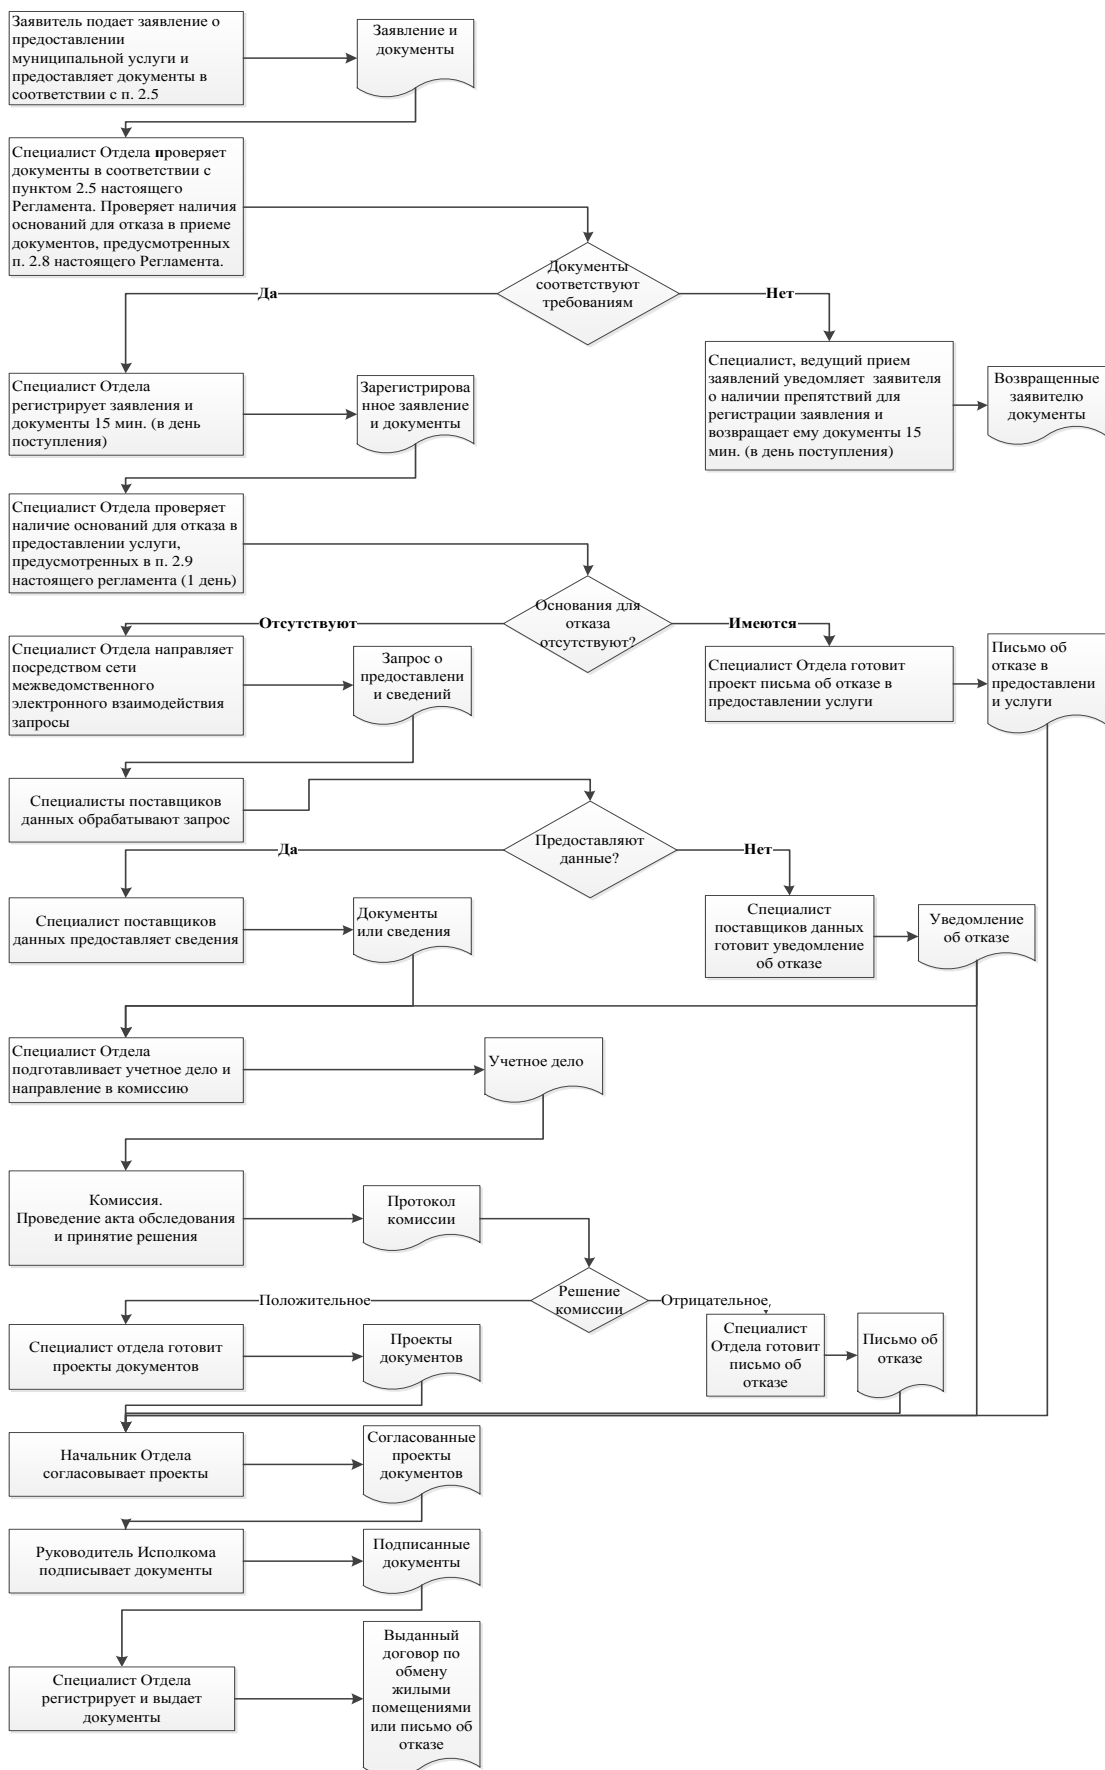 Заявитель подает заявление о
предоставлении
муниципальной услуги и
предоставляет документы в
соответствии с п. 2.5
Заявление и
документы
Специалист Отдела проверяет
документы в соответствии с
пунктом 2.5 настоящего
Регламента. Проверяет наличия
оснований для отказа в приеме
документов, предусмотренных
п. 2.8 настоящего Регламента.
Документы
соответствуют
требованиям
Да
Нет
Специалист Отдела
регистрирует заявления и
документы 15 мин. (в день
поступления)
Зарегистрирова
нное заявление
и документы
Специалист, ведущий прием
заявлений уведомляет заявителя
о наличии препятствий для
регистрации заявления и
возвращает ему документы 15
мин. (в день поступления)
Возвращенные
заявителю
документы
Специалист Отдела проверяет
наличие оснований для отказа в
предоставлении услуги,
предусмотренных в п. 2.9
настоящего регламента (1 день)
Основания для
отказа
отсутствуют?
Отсутствуют
Имеются
Специалист Отдела направляет
посредством сети
межведомственного
электронного взаимодействия
запросы
Запрос о
предоставлени
и сведений
Специалист Отдела готовит
проект письма об отказе в
предоставлении услуги
Письмо об
отказе в
предоставлени
и услуги
Специалисты поставщиков
данных обрабатывают запрос
Предоставляют
данные?
Да
Нет
Специалист поставщиков
данных предоставляет сведения
Документы
или сведения
Специалист
поставщиков данных
готовит уведомление
об отказе
Уведомление
об отказе
Специалист Отдела
подготавливает учетное дело и
направление в комиссию
Учетное дело
Комиссия.
Проведение акта обследования
и принятие решения
Протокол
комиссии
Решение
комиссии
Положительное
Отрицательное,
Специалист отдела готовит
проекты документов
Проекты
документов
Специалист
Отдела готовит
письмо об
отказе
Письмо об
отказе
Начальник Отдела
согласовывает проекты
Согласованные
проекты
документов
Руководитель Исполкома
подписывает документы
Подписанные
документы
Специалист Отдела
регистрирует и выдает
документы
Выданный
договор по
обмену
жилыми
помещениями
или письмо об
отказе